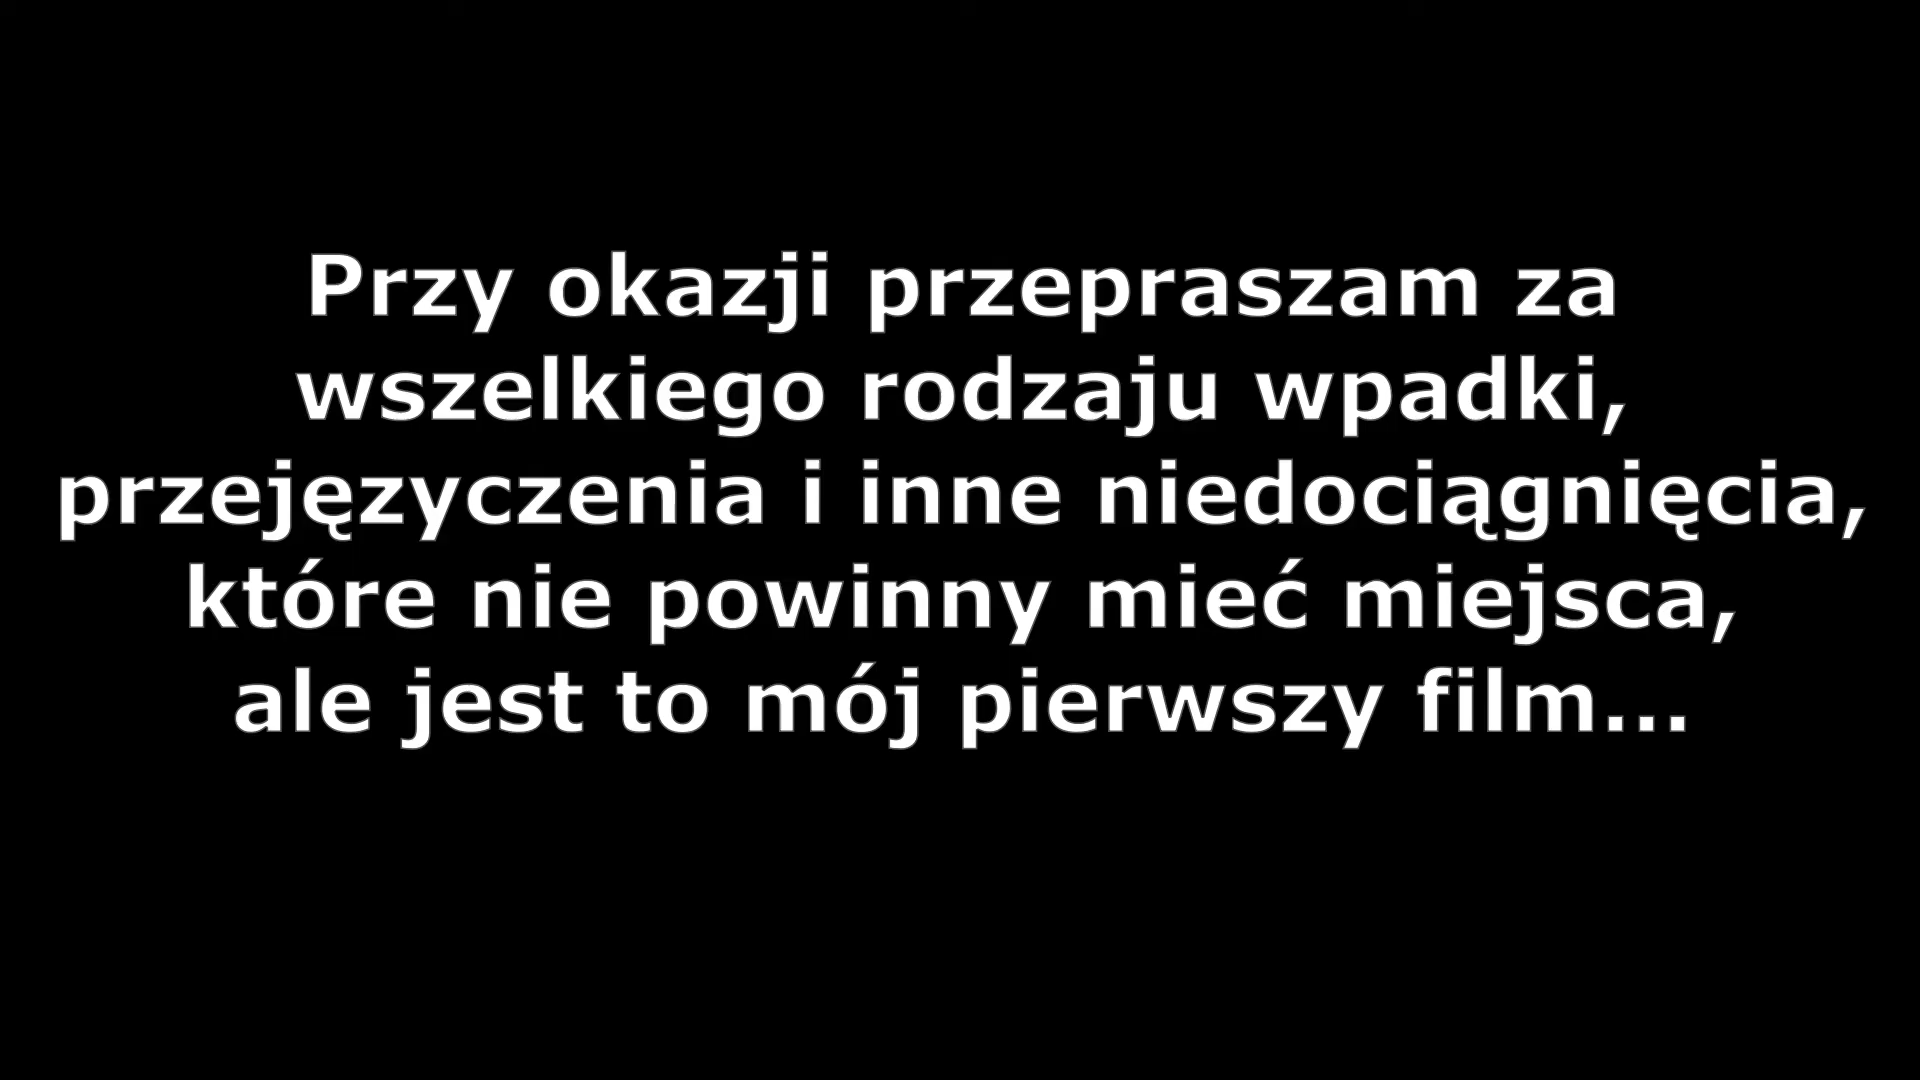 Przy okazji przepraszam za
wszelkiego rodzaju wpadki,
przejęzyczenia i inne niedociągnięcia,
które nie powinny mieć miejsca,
ale jest to mój pierwszy film...